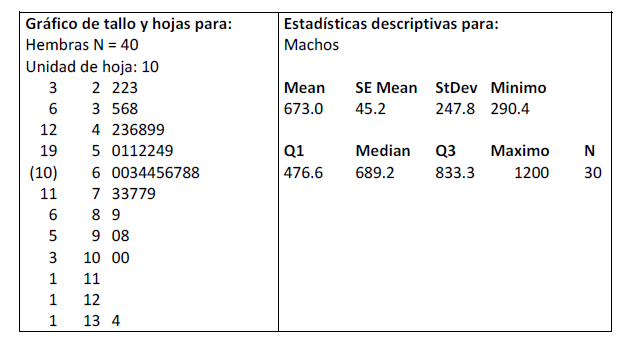 Gráfico de tallo y hojas para:
Hembras N = 40
Unidad de hoja: 10
3 2 223
6 3 568
12 4 236899
19 5 0112249
(10) 6 0034456788
11 7 33779
6 8 9
5 9 08
3 10 00
1 11
1 12
1 13 4
Estadísticas descriptivas para:
Machos
Mean SE Mean StDev Minimo
673.0 45.2 247.8 290.4
Q1 Median Q3 Maximo N
476.6 689.2 833.3 1200 30